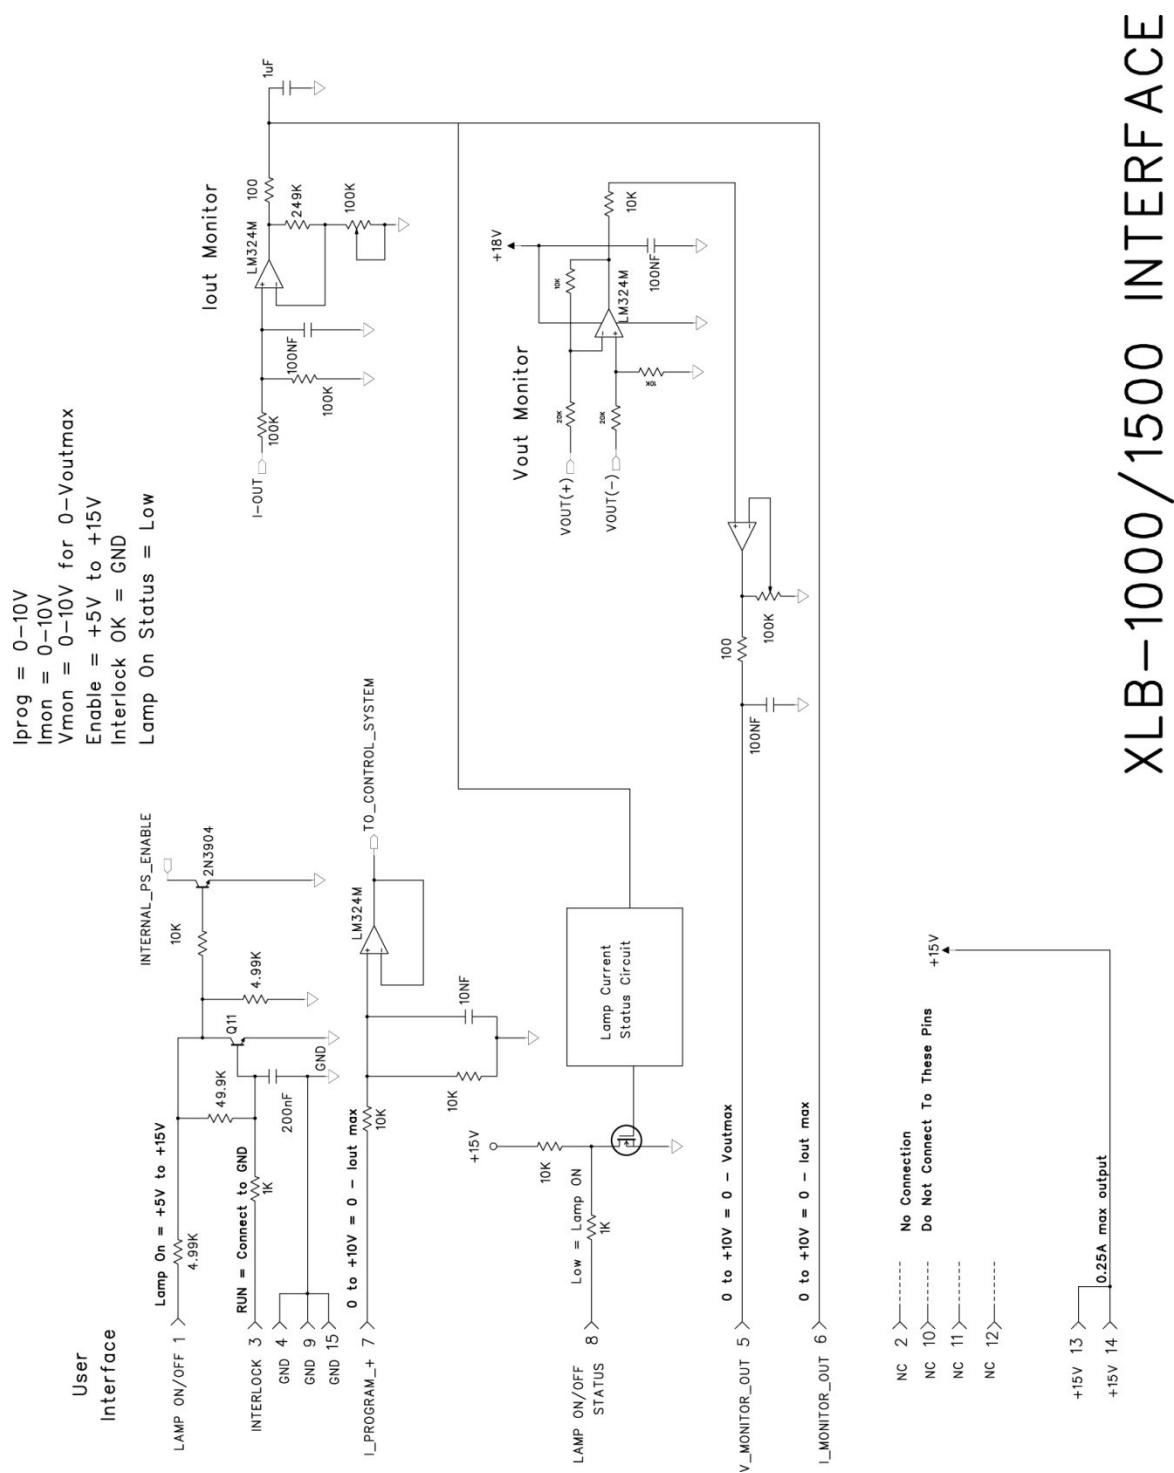 XLB-1000/1500 INTERFACE
Iprog = 0-10V
Imon = 0-10V
Vmon = 0-10V for 0-Voutmax
Enable = +5V to +15V
Interlock OK = GND
Lamp On Status = Low
User
Interface
LAMP ON/OFF 1
Lamp On = +5V to +15V
4.99K
49.9K
Q11
4.99K
10K
INTERNAL_PS_ENABLE
2N3904
INTERLOCK 3
RUN = Connect to GND
1K
200nF
GND
GND 4
GND 9
GND 15
I_PROGRAM_+ 7
0 to +10V = 0 - Iout max
10K
10K
10NF
LM324M
TO_CONTROL_SYSTEM
LAMP ON/OFF
STATUS
8
Low = Lamp ON
1K
10K
+15V
Lamp Current
Status Circuit
V_MONITOR_OUT 5
0 to +10V = 0 - Voutmax
100NF
100
100K
I_MONITOR_OUT 6
0 to +10V = 0 - Iout max
Iout Monitor
I-OUT
100K
100K
100NF
LM324M
249K
100K
100
1uF
Vout Monitor
VOUT(+)
VOUT(-)
20K
20K
10K
10K
LM324M
+18V
100NF
10K
NC 2
No Connection
NC 10
Do Not Connect To These Pins
NC 11
NC 12
+15V 13
+15V 14
0.25A max output
+15V